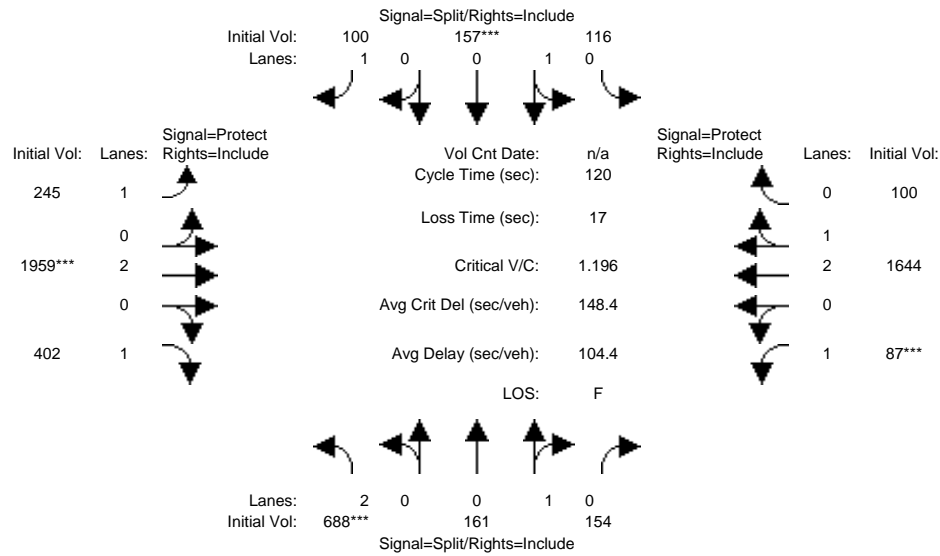 Signal=Split/Rights=Include
Initial Vol: 100 157*** 116
Lanes: 1 0 0 1 0
Signal=Protect
Rights=Include
Initial Vol: Lanes:
Vol Cnt Date: n/a
Signal=Protect
Rights=Include
Lanes: Initial Vol:
Cycle Time (sec): 120
245 1
0 100
Loss Time (sec): 17
0
1
1959*** 2
Critical V/C: 1.196
2 1644
0
Avg Crit Del (sec/veh): 148.4
0
402 1
Avg Delay (sec/veh): 104.4
1 87***
LOS: F
Lanes: 2 0 0 1 0
Initial Vol: 688*** 161 154
Signal=Split/Rights=Include